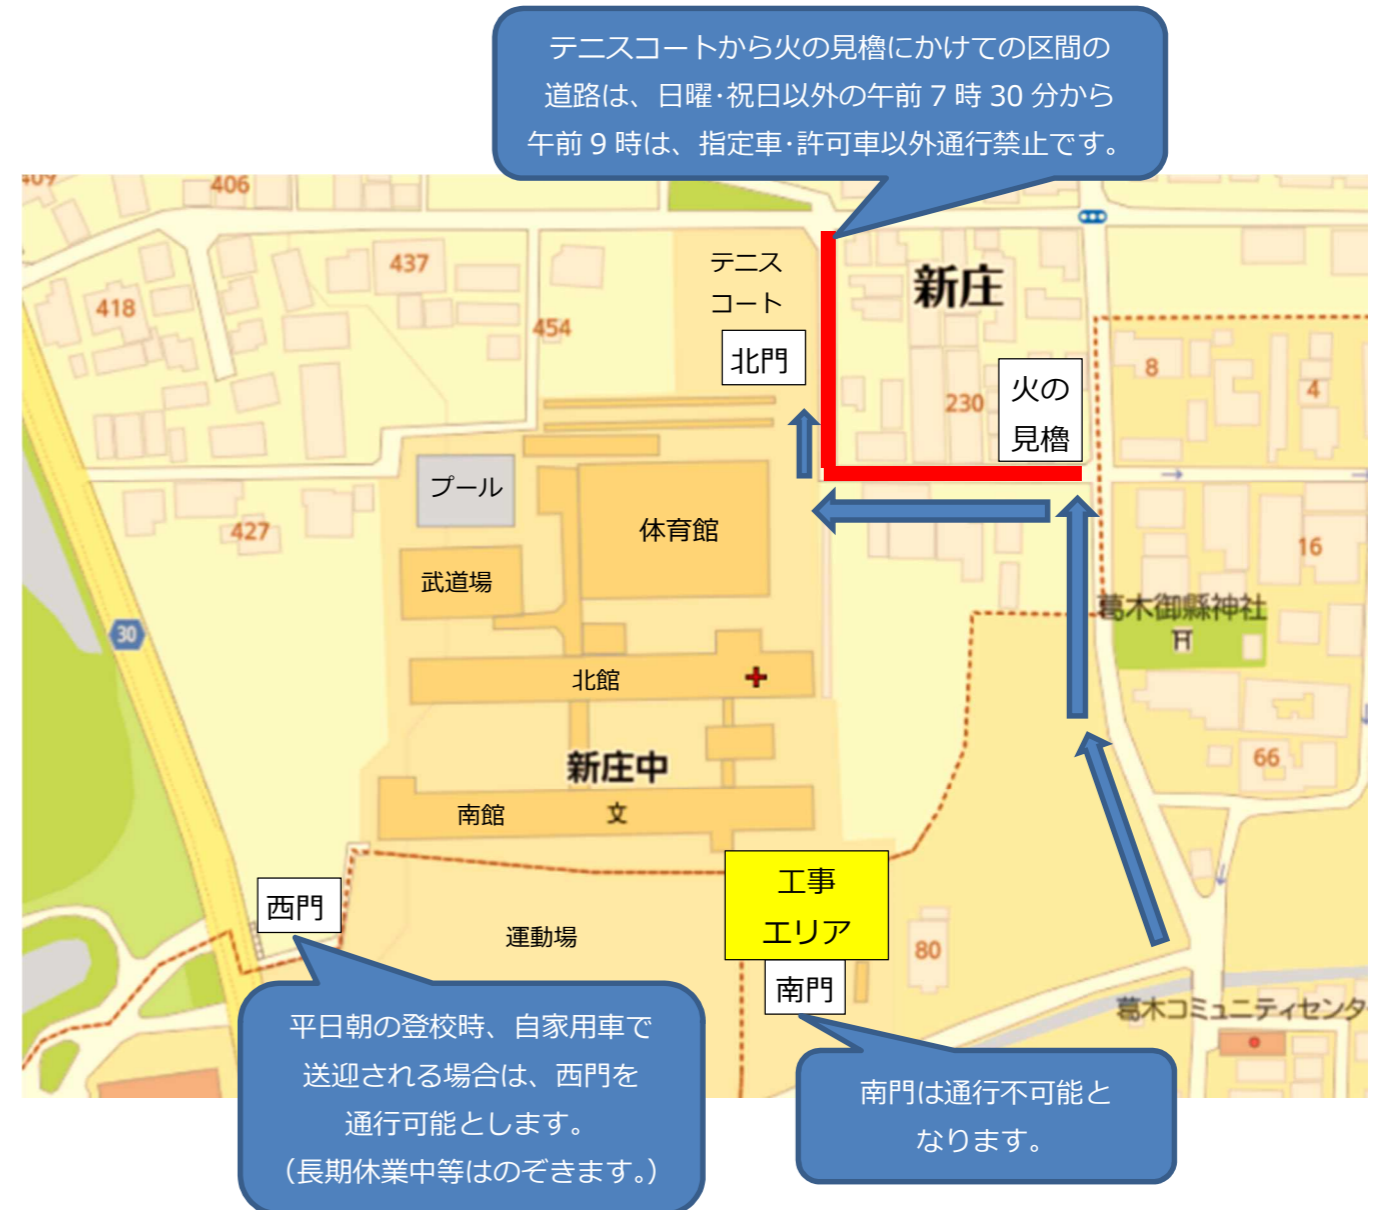 テニスコートから火の見櫓にかけての区間の
道路は、日曜･祝日以外の午前 7 時 30 分から
午前 9 時は、指定車･許可車以外通行禁止です。
406
437
418
454
テニス
コート
北門
新庄
230
火の
見櫓
8
4
プール
427
体育館
武道場
16
30
葛木御縣神社
北館
新庄中
66
南館
文
工事
エリア
西門
運動場
80
南門
葛木コミュニティセンタ
平日朝の登校時、自家用車で
送迎される場合は、西門を
通行可能とします。
（長期休業中等はのぞきます。）
南門は通行不可能と
なります。